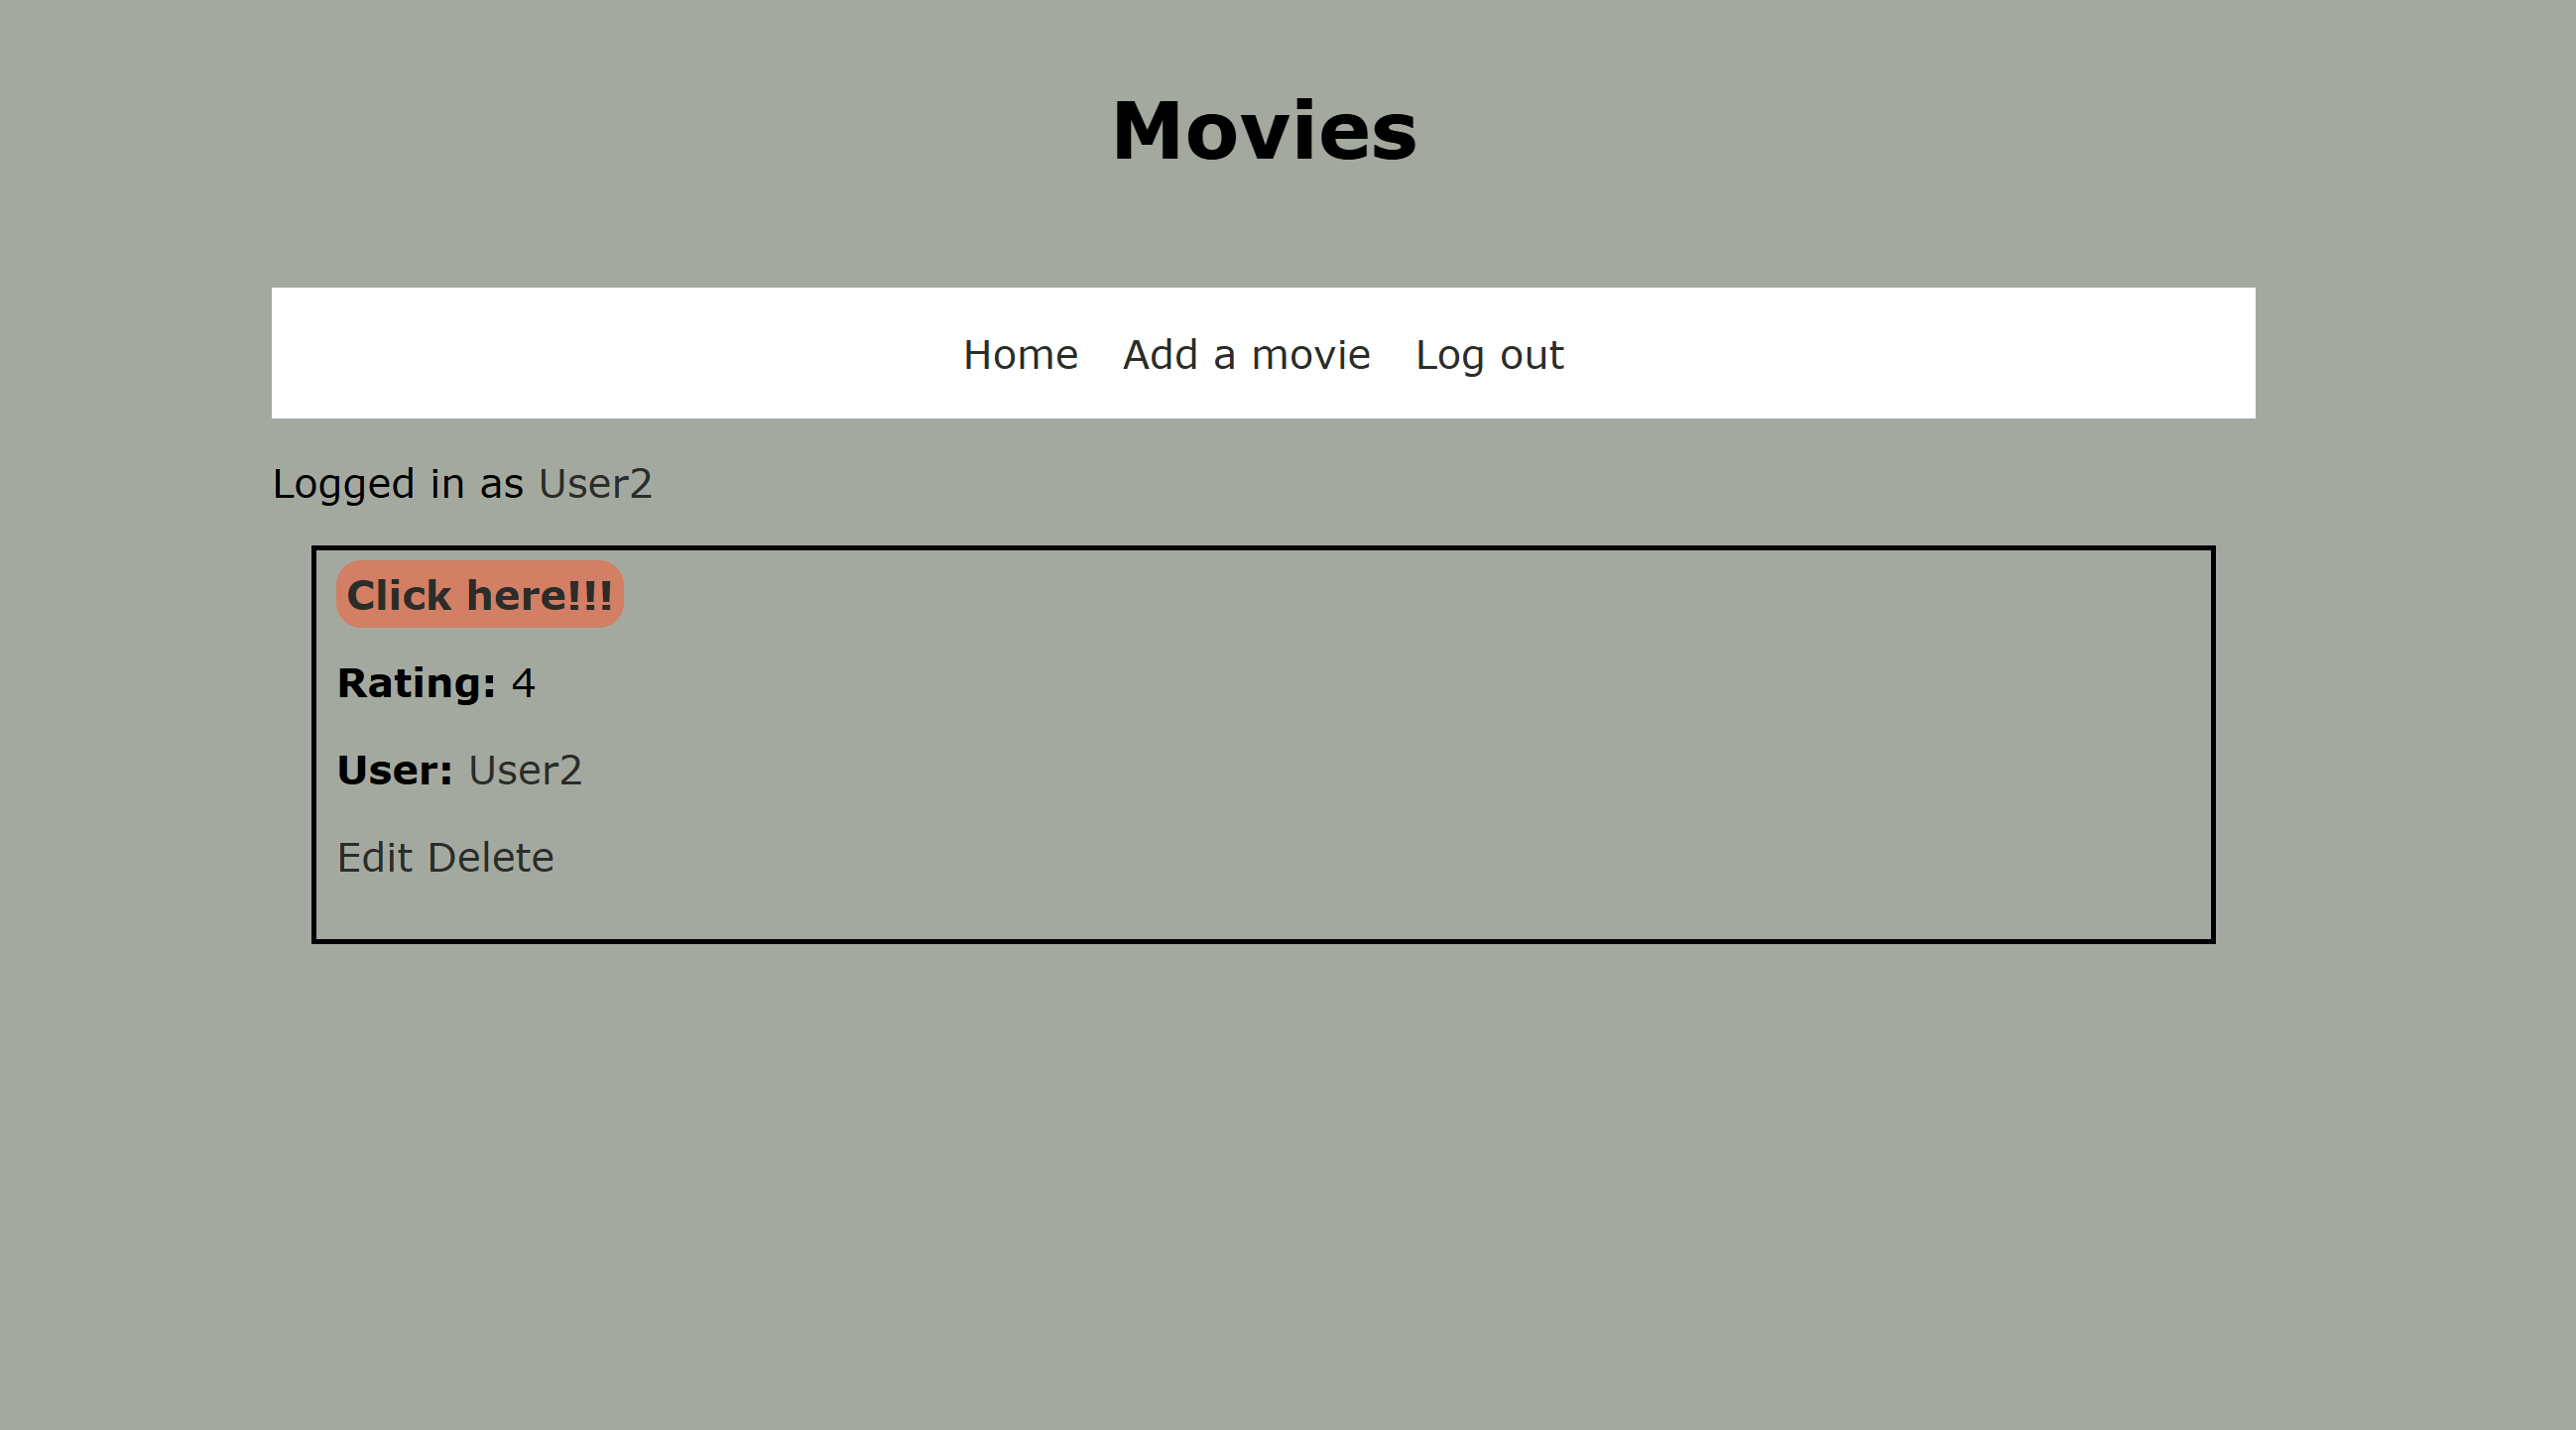 Movies
Home Add a movie Log out
Logged in as User2
Click here!!!
Rating: 4
User: User2
Edit Delete